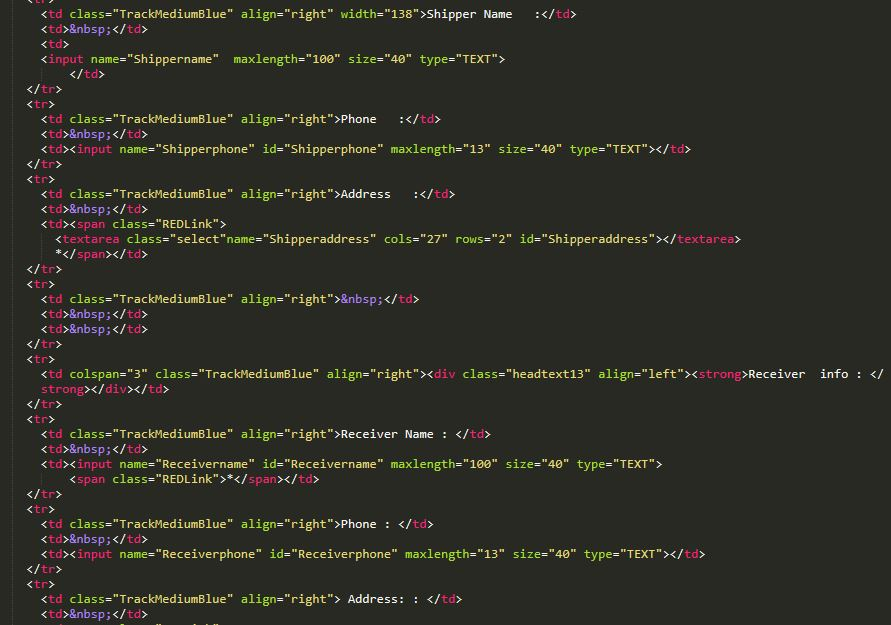 <tr>
<td class="TrackMediumBlue" align="right" width="138">Shipper Name   :</td>
<td>&nbsp;</td>
<td>
<input name="Shippername"  maxlength="100" size="40" type="TEXT">
</td>
</tr>
<tr>
<td class="TrackMediumBlue" align="right">Phone   :</td>
<td>&nbsp;</td>
<td><input name="Shipperphone" id="Shipperphone" maxlength="13" size="40" type="TEXT"></td>
</tr>
<tr>
<td class="TrackMediumBlue" align="right">Address   :</td>
<td>&nbsp;</td>
<td><span class="REDLink">
<textarea class="select"name="Shipperaddress" cols="27" rows="2" id="Shipperaddress"></textarea>
*</span></td>
</tr>
<tr>
<td class="TrackMediumBlue" align="right">&nbsp;</td>
<td>&nbsp;</td>
<td>&nbsp;</td>
</tr>
<tr>
<td colspan="3" class="TrackMediumBlue" align="right"><div class="headtext13" align="left"><strong>Receiver  info : </
strong></div></td>
</tr>
<tr>
<td class="TrackMediumBlue" align="right">Receiver Name : </td>
<td>&nbsp;</td>
<td><input name="Receivername" id="Receivername" maxlength="100" size="40" type="TEXT">
<span class="REDLink">*</span></td>
</tr>
<tr>
<td class="TrackMediumBlue" align="right">Phone : </td>
<td>&nbsp;</td>
<td><input name="Receiverphone" id="Receiverphone" maxlength="13" size="40" type="TEXT"></td>
</tr>
<tr>
<td class="TrackMediumBlue" align="right"> Address: : </td>
<td>&nbsp;</td>